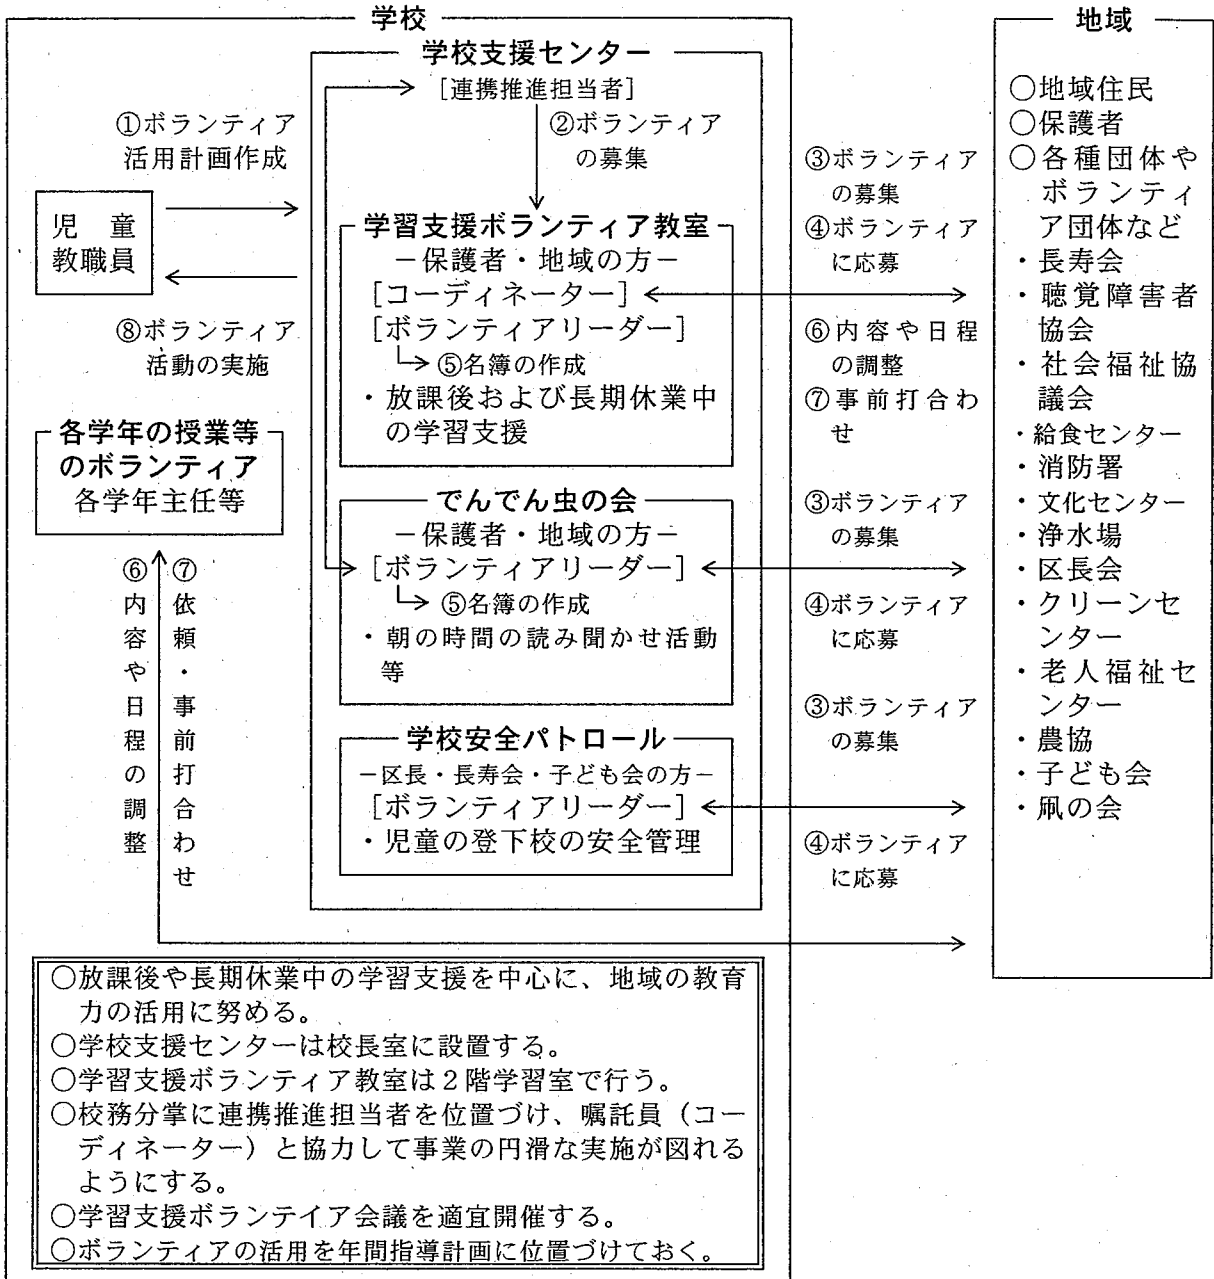 学校
学校支援センター
[連携推進担当者]
①ボランティア
活用計画作成
②ボランティア
の募集
児　童
教職員
⑧ボランティア
活動の実施
学習支援ボランティア教室
－保護者・地域の方－
[コーディネーター]
[ボランティアリーダー]
⑤名簿の作成
・放課後および長期休業中
の学習支援
各学年の授業等
のボランティア
各学年主任等
⑥内容や日程の調整
⑦依頼・事前打合わせ
でんでん虫の会
－保護者・地域の方－
[ボランティアリーダー]
⑤名簿の作成
・朝の時間の読み聞かせ活動
等
学校安全パトロール
－区長・長寿会・子ども会の方－
[ボランティアリーダー]
・児童の登下校の安全管理
③ボランティア
の募集
④ボランティア
に応募
⑥内容や日程
の調整
⑦事前打合わ
せ
③ボランティア
の募集
④ボランティア
に応募
③ボランティア
の募集
④ボランティア
に応募
地域
○地域住民
○保護者
○各種団体や
ボランティ
ア団体など
・長寿会
・聴覚障害者
協会
・社会福祉協
議会
・給食センター
・消防署
・文化センター
・浄水場
・区長会
・クリーンセ
ンター
・老人福祉セ
ンター
・農協
・子ども会
・凧の会
○放課後や長期休業中の学習支援を中心に、地域の教育
力の活用に努める。
○学校支援センターは校長室に設置する。
○学習支援ボランティア教室は２階学習室で行う。
○校務分掌に連携推進担当者を位置づけ、嘱託員（コー
ディネーター）と協力して事業の円滑な実施が図れる
ようにする。
○学習支援ボランテイア会議を適宜開催する。
○ボランティアの活用を年間指導計画に位置づけておく。